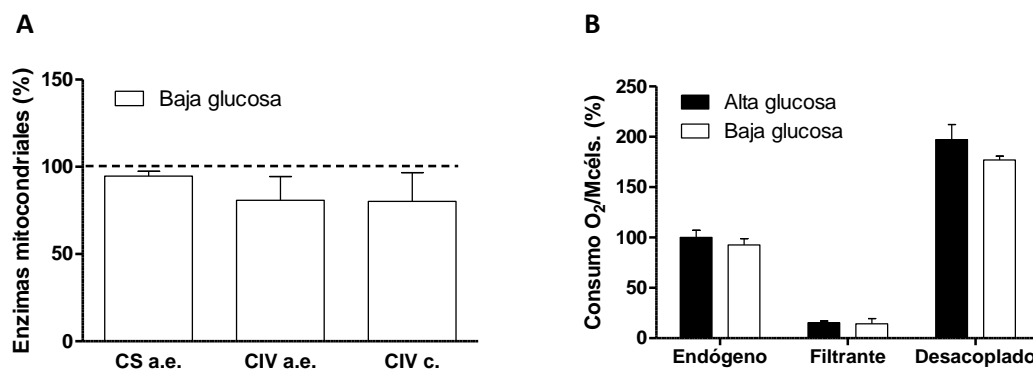 A
Enzimas mitocondriales (%)
150
100
50
0
Baja glucosa
CS a.e.
CIV a.e.
CIV c.
B
Consumo O₂/Mcéls. (%)
250
200
150
100
50
0
Alta glucosa
Baja glucosa
Endógeno
Filtrante
Desacoplado